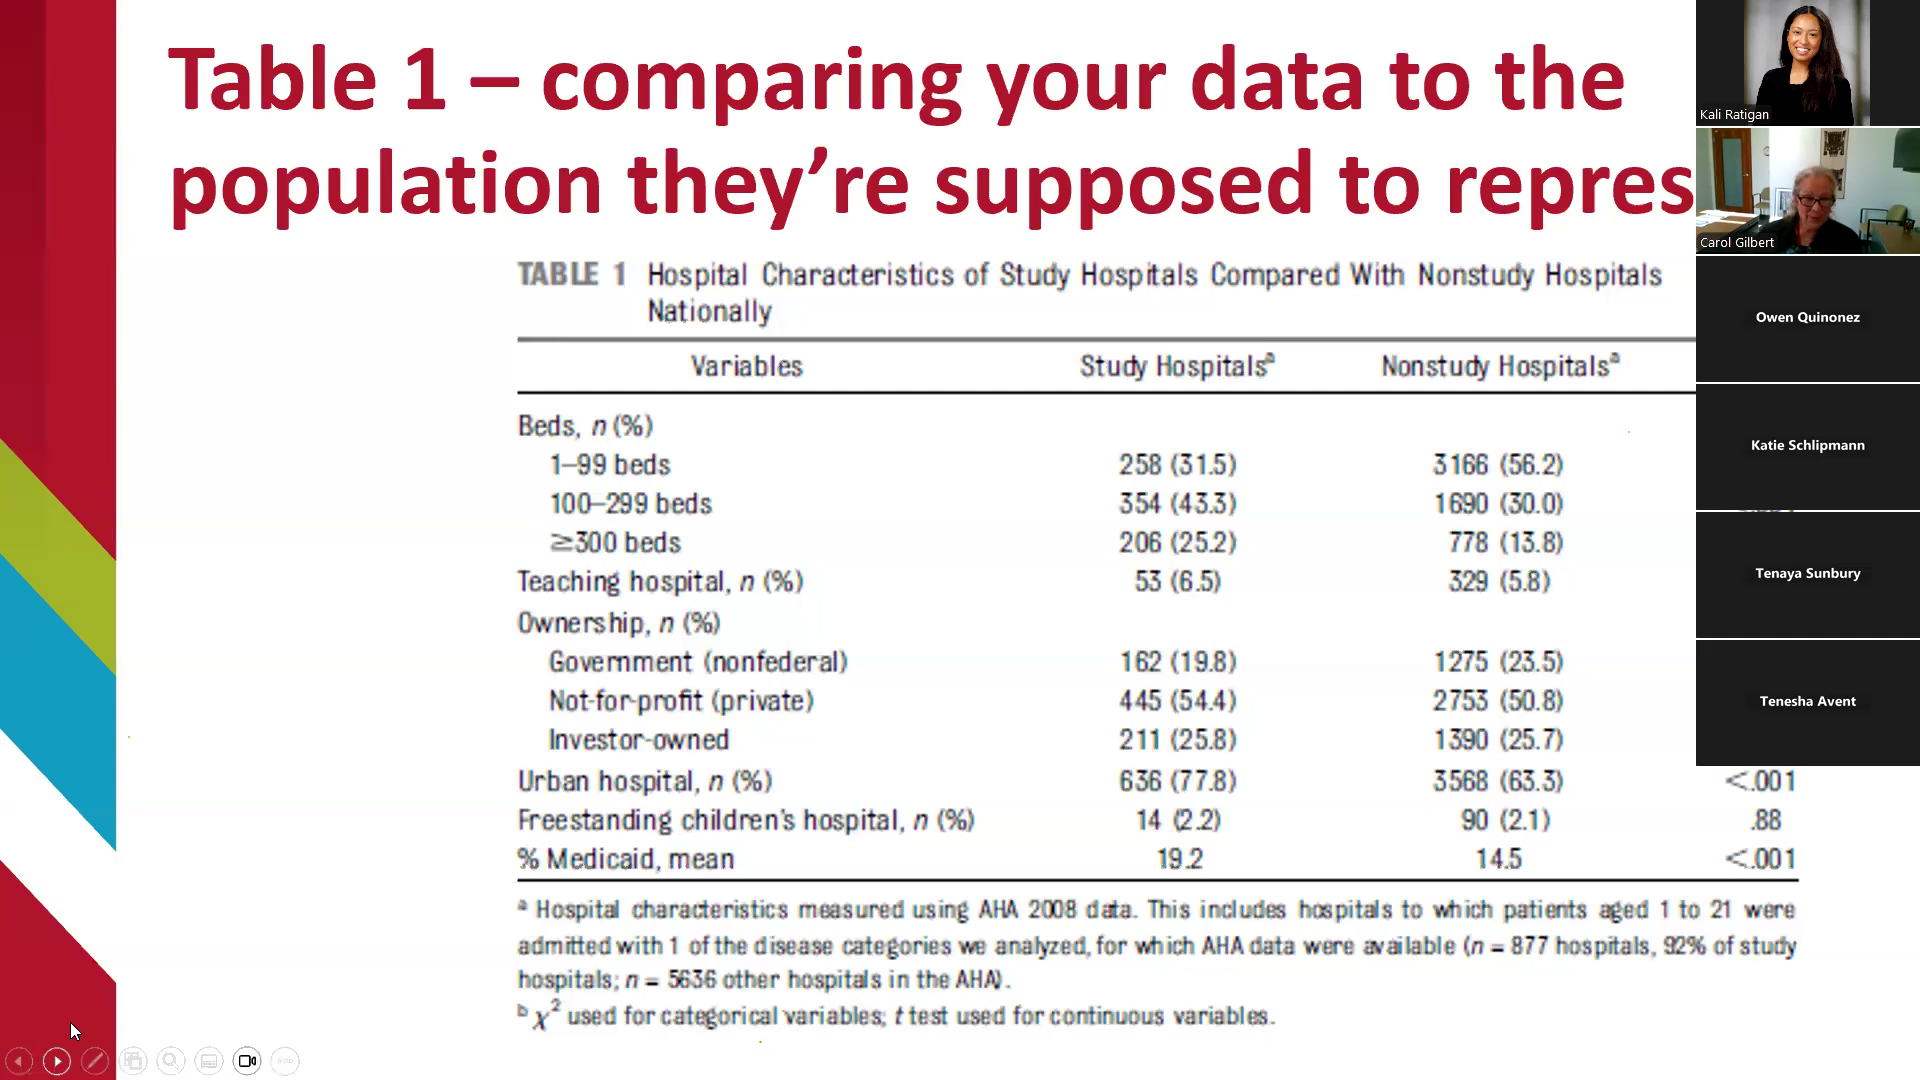 Table 1 – comparing your data to the
population they're supposed to repres
TABLE 1 Hospital Characteristics of Study Hospitals Compared With Nonstudy Hospitals
Nationally
Variables Study Hospitalsᵃ Nonstudy Hospitalsᵃ
Beds, n (%)
1–99 beds 258 (31.5) 3166 (56.2)
100–299 beds 354 (43.3) 1690 (30.0)
≥300 beds 206 (25.2) 778 (13.8)
Teaching hospital, n (%) 53 (6.5) 329 (5.8)
Ownership, n (%)
Government (nonfederal) 162 (19.8) 1275 (23.5)
Not-for-profit (private) 445 (54.4) 2753 (50.8)
Investor-owned 211 (25.8) 1390 (25.7)
Urban hospital, n (%) 636 (77.8) 3568 (63.3) <.001
Freestanding children's hospital, n (%) 14 (2.2) 90 (2.1) .88
% Medicaid, mean 19.2 14.5 <.001
ᵃ Hospital characteristics measured using AHA 2008 data. This includes hospitals to which patients aged 1 to 21 were
admitted with 1 of the disease categories we analyzed, for which AHA data were available (n = 877 hospitals, 92% of study
hospitals; n = 5636 other hospitals in the AHA).
ᵇ χ² used for categorical variables; t test used for continuous variables.
Kali Ratigan
Carol Gilbert
Owen Quinonez
Katie Schlipmann
Tenaya Sunbury
Tenesha Avent